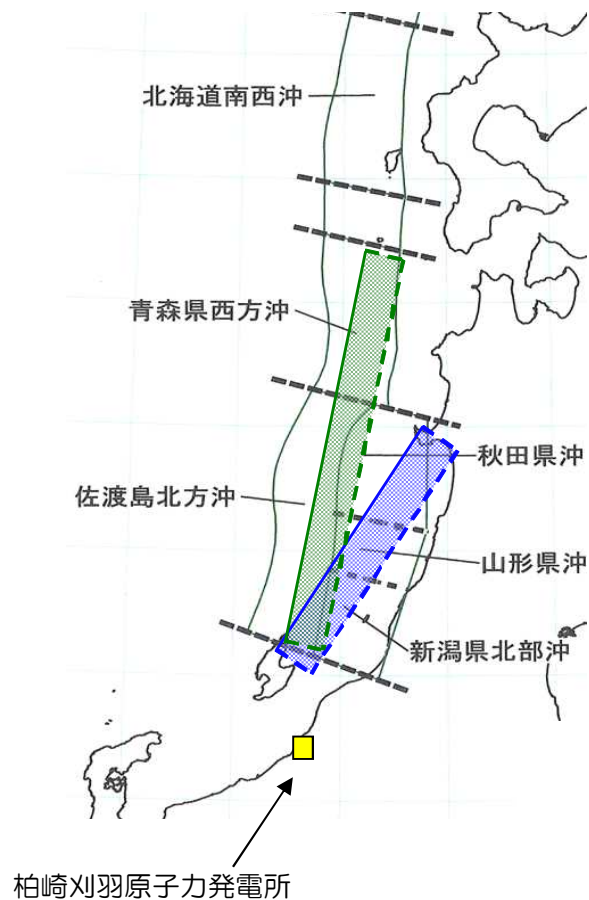 北海道南西沖
青森県西方沖
秋田県沖
佐渡島北方沖
山形県沖
新潟県北部沖
柏崎刈羽原子力発電所